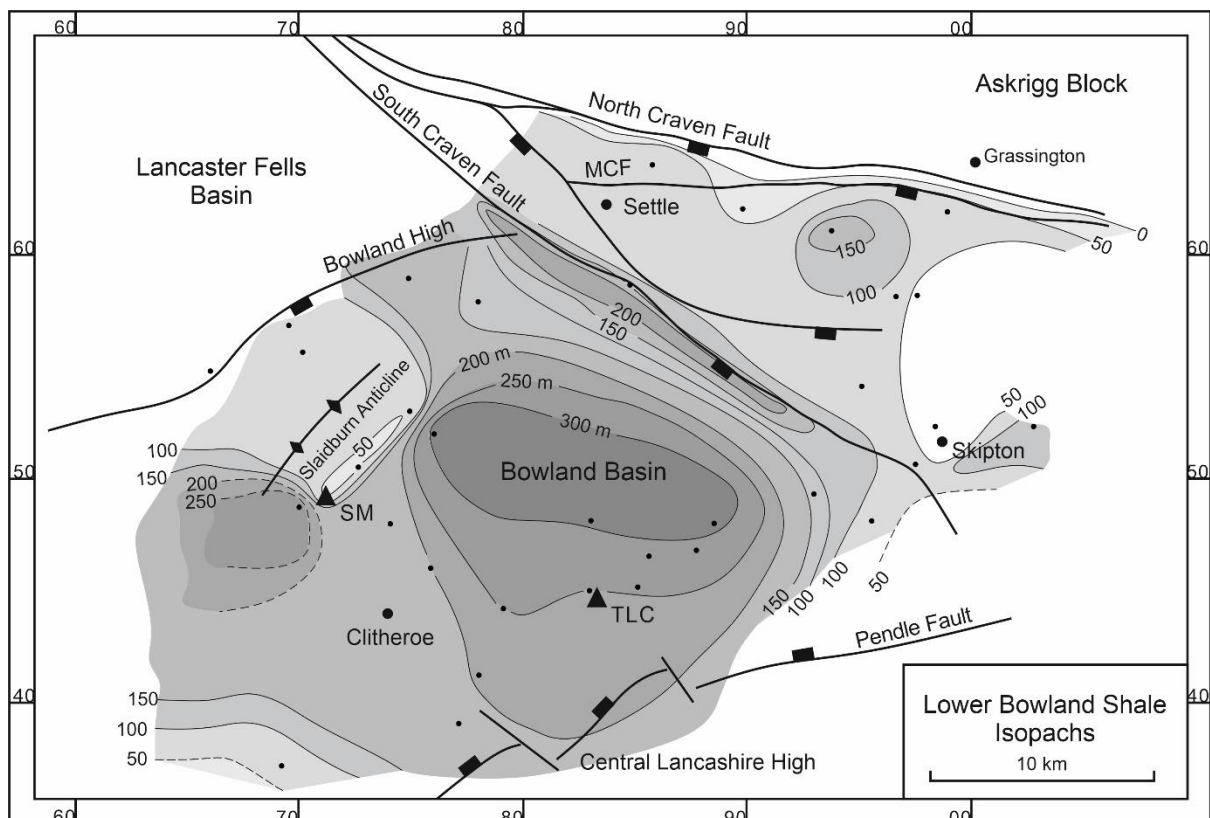 60 70 80 90 00
Askrigg Block
North Craven Fault
South Craven Fault
Grassington
Lancaster Fells
Basin
MCF
Settle
50
0
60
60
Bowland High
150
100
200
150
200 m
250 m
300 m
Slaidburn Anticline
50
Bowland Basin
50
100
Skipton
100
150
200
250
50
50
SM
TLC
150
100
100
50
Clitheroe
Pendle Fault
150
100
50
40
40
Central Lancashire High
Lower Bowland Shale
Isopachs
10 km
60 70 80 90 00